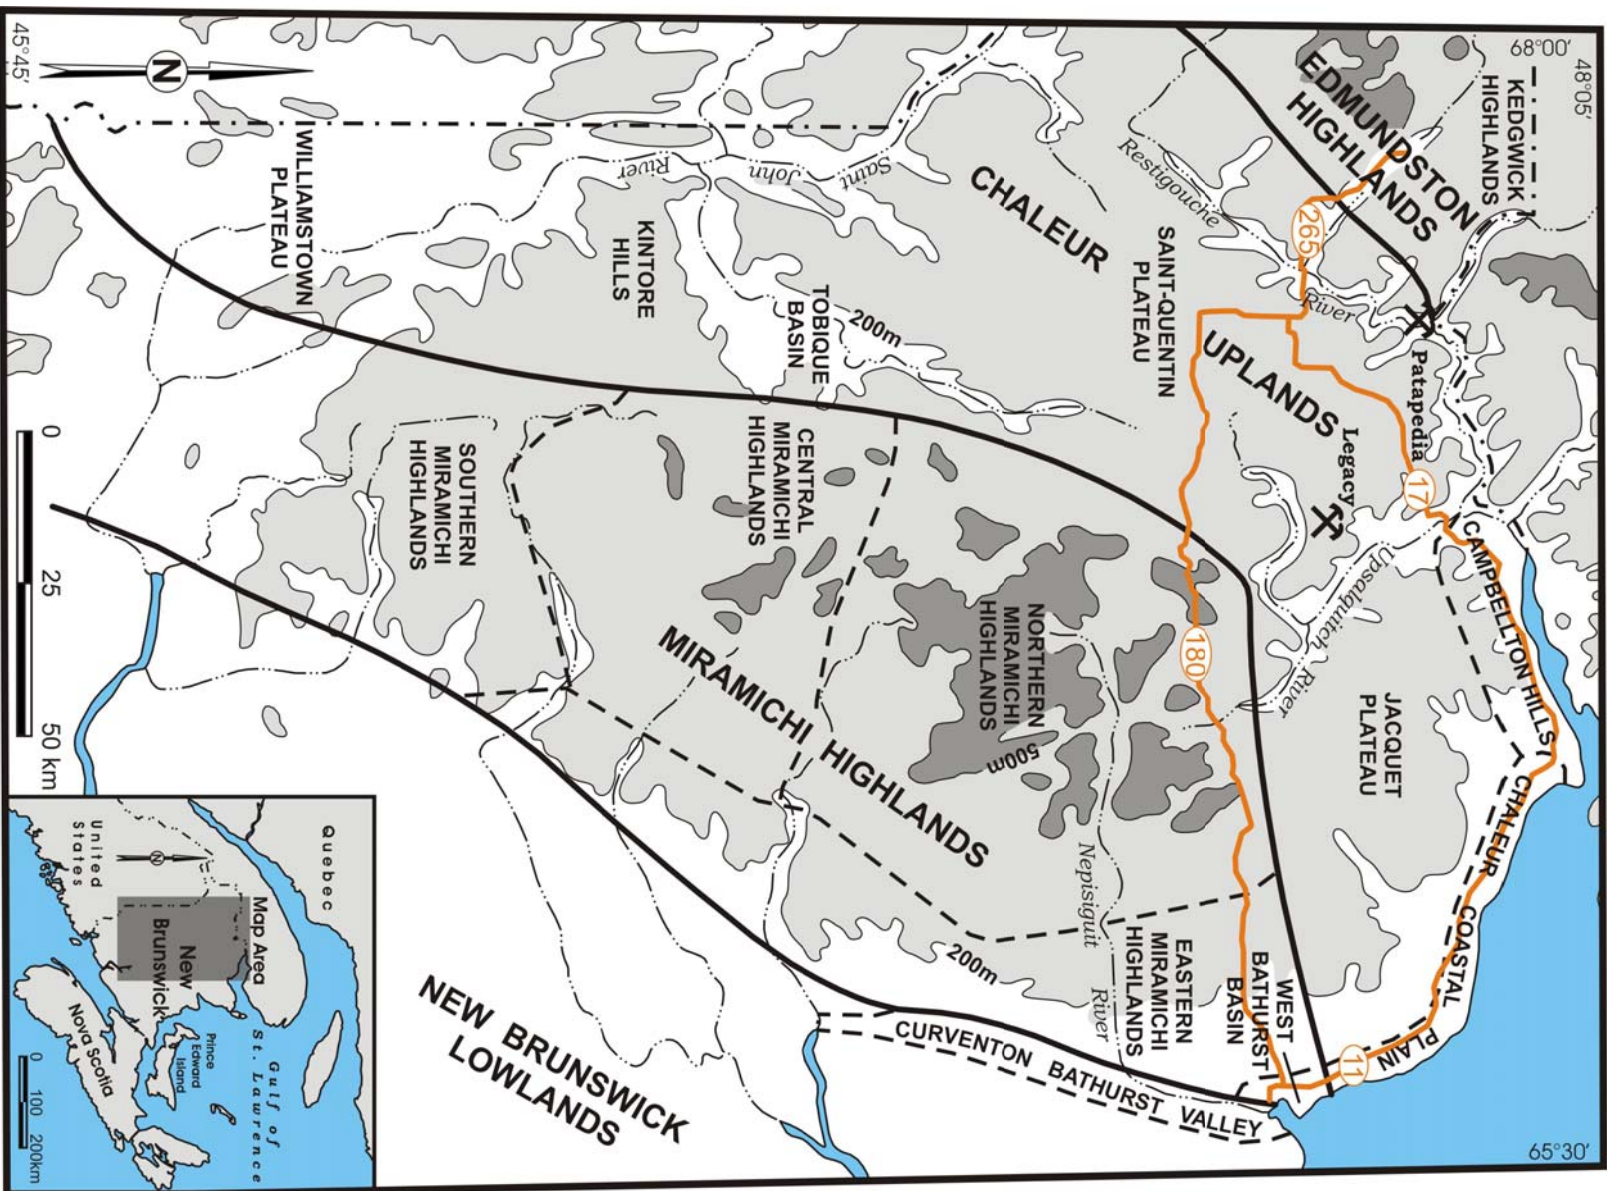 68°00'
48°05'
KEDGWICK
HIGHLANDS
EDMUNDSTON
HIGHLANDS
265
Restigouche
River
Patapedia
Legacy
17
CAMPBELLTON HILLS
CHALEUR
UPLANDS
SAINT-QUENTIN
PLATEAU
Upsalquitch
River
JACQUET
PLATEAU
CHALEUR COASTAL
PLAIN
11
180
WEST
BATHURST
BASIN
Saint
John
River
200m
TOBIQUE
BASIN
KINTORE
HILLS
NORTHERN
MIRAMICHI
HIGHLANDS
500m
Nepisiguit
River
EASTERN
MIRAMICHI
HIGHLANDS
CENTRAL
MIRAMICHI
HIGHLANDS
MIRAMICHI HIGHLANDS
200m
CURVENTON BATHURST VALLEY
SOUTHERN
MIRAMICHI
HIGHLANDS
WILLIAMSTOWN
PLATEAU
NEW BRUNSWICK
LOWLANDS
65°30'
45°45'
N
0 25 50 km
Quebec
Map Area
Gulf of
St. Lawrence
United
States
N
New
Brunswick
Prince
Edward
Island
Nova Scotia
0 100 200km